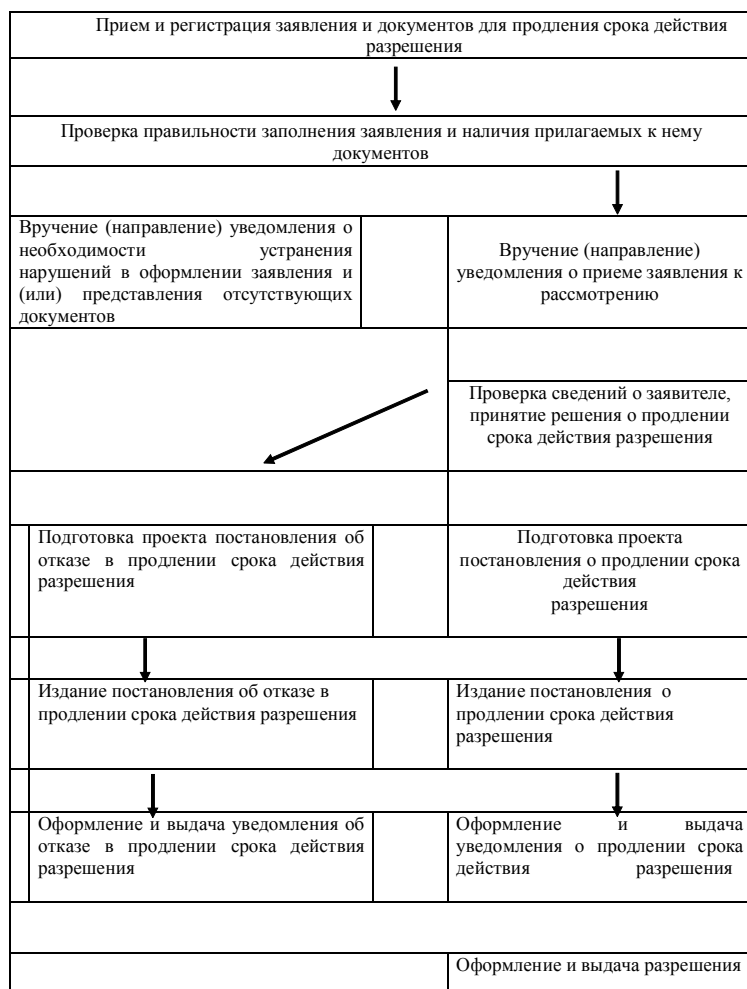 Прием и регистрация заявления и документов для продления срока действия
разрешения
Проверка правильности заполнения заявления и наличия прилагаемых к нему
документов
Вручение (направление) уведомления о
необходимости устранения
нарушений в оформлении заявления и
(или) представления отсутствующих
документов
Вручение (направление)
уведомления о приеме заявления к
рассмотрению
Проверка сведений о заявителе,
принятие решения о продлении
срока действия разрешения
Подготовка проекта постановления об
отказе в продлении срока действия
разрешения
Подготовка проекта
постановления о продлении срока
действия
разрешения
Издание постановления об отказе в
продлении срока действия разрешения
Издание постановления о
продлении срока действия
разрешения
Оформление и выдача уведомления об
отказе в продлении срока действия
разрешения
Оформление и выдача
уведомления о продлении срока
действия разрешения
Оформление и выдача разрешения